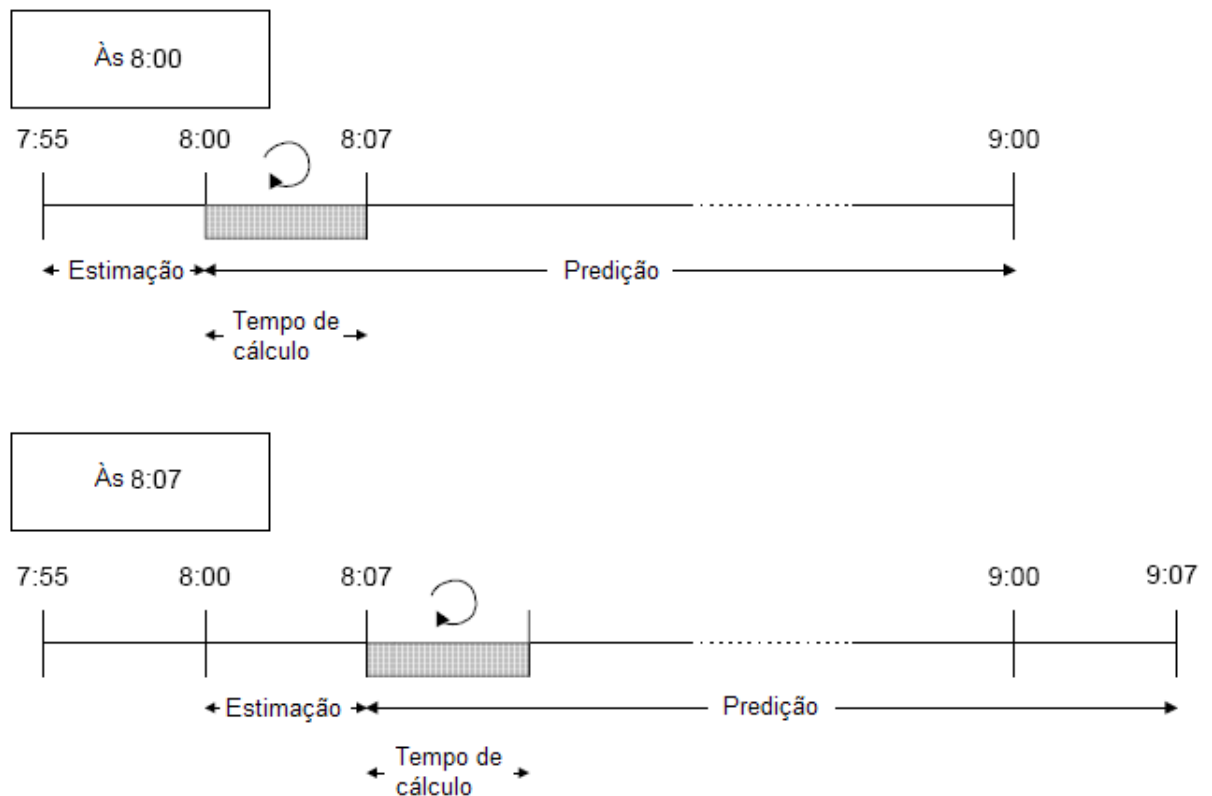 Às 8:00
7:55 8:00 8:07 9:00
Estimação Predição
Tempo de
cálculo
Às 8:07
7:55 8:00 8:07 9:00 9:07
Estimação Predição
Tempo de
cálculo